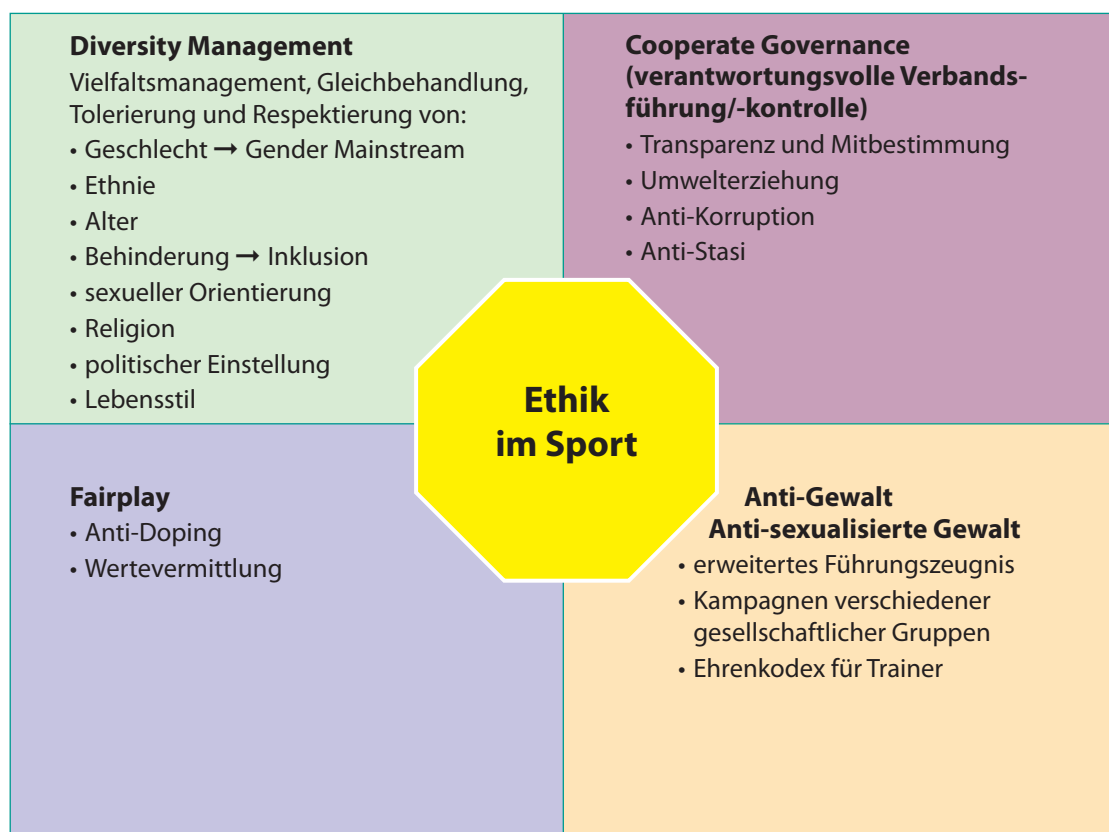 Diversity Management
Vielfaltsmanagement, Gleichbehandlung,
Tolerierung und Respektierung von:
• Geschlecht → Gender Mainstream
• Ethnie
• Alter
• Behinderung → Inklusion
• sexueller Orientierung
• Religion
• politischer Einstellung
• Lebensstil
Cooperate Governance
(verantwortungsvolle Verbands-
führung/-kontrolle)
• Transparenz und Mitbestimmung
• Umwelterziehung
• Anti-Korruption
• Anti-Stasi
Ethik
im Sport
Fairplay
• Anti-Doping
• Wertevermittlung
Anti-Gewalt
Anti-sexualisierte Gewalt
• erweitertes Führungszeugnis
• Kampagnen verschiedener
gesellschaftlicher Gruppen
• Ehrenkodex für Trainer